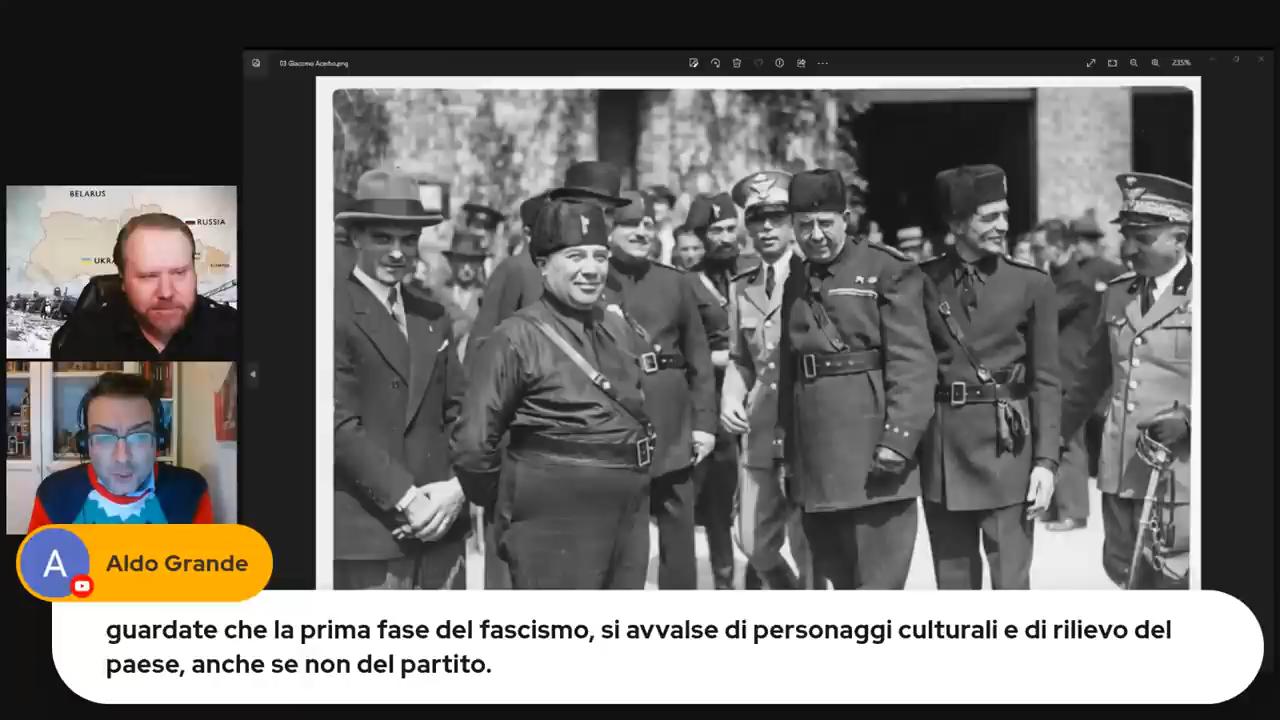 03 Giacomo Acerbo.png
235%
BELARUS
RUSSIA
UKRA
A
Aldo Grande
guardate che la prima fase del fascismo, si avvalse di personaggi culturali e di rilievo del
paese, anche se non del partito.